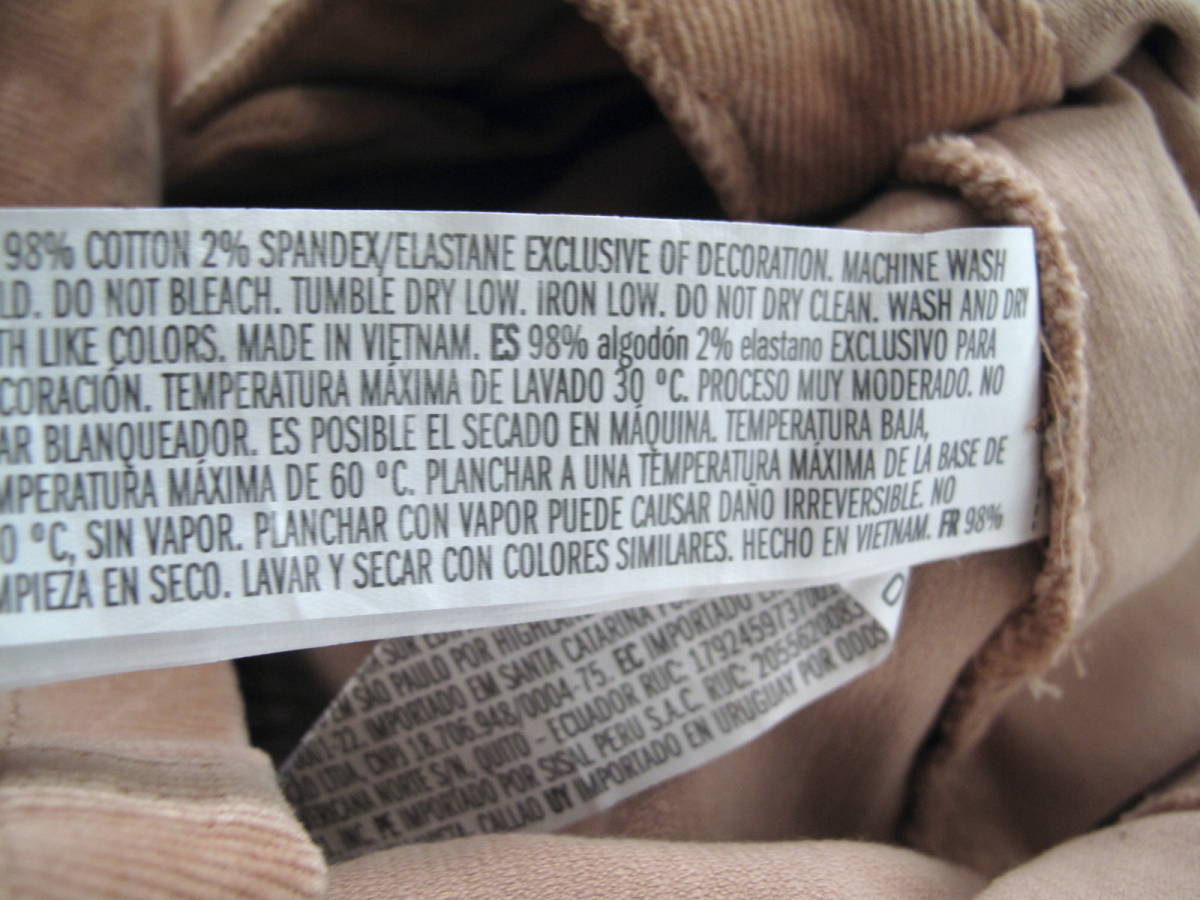 98% COTTON 2% SPANDEX/ELASTANE EXCLUSIVE OF DECORATION. MACHINE WASH
LD. DO NOT BLEACH. TUMBLE DRY LOW. IRON LOW. DO NOT DRY CLEAN. WASH AND DRY
TH LIKE COLORS. MADE IN VIETNAM. ES 98% algodón 2% elastano EXCLUSIVO PARA
CORACIÓN. TEMPERATURA MÁXIMA DE LAVADO 30 °C. PROCESO MUY MODERADO. NO
AR BLANQUEADOR. ES POSIBLE EL SECADO EN MÁQUINA. TEMPERATURA BAJA,
MPERATURA MÁXIMA DE 60 °C. PLANCHAR A UNA TEMPERATURA MÁXIMA DE LA BASE DE
0 °C, SIN VAPOR. PLANCHAR CON VAPOR PUEDE CAUSAR DAÑO IRREVERSIBLE. NO
MPIEZA EN SECO. LAVAR Y SECAR CON COLORES SIMILARES. HECHO EN VIETNAM. FR 98%
SÃO PAULO POR
-22. IMPORTADO EM SANTA CATARINA
LTDA, CNPJ 18.706.948/0004-75. EC IMPORTADO
ERICANA NORTE S/N, QUITO - ECUADOR RUC: 1792459737001
INC. PE IMPORTADO POR SISAL PERU S.A.C. RUC:
CALLAO UY IMPORTADO EN URUGUAY POR